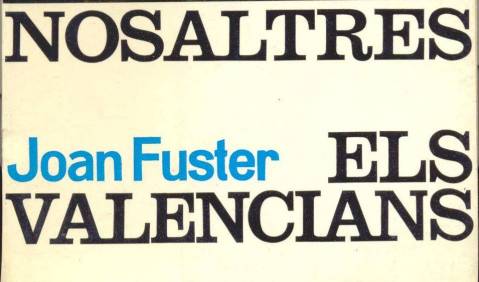 NOSALTRES
Joan Fuster ELS
VALENCIANS